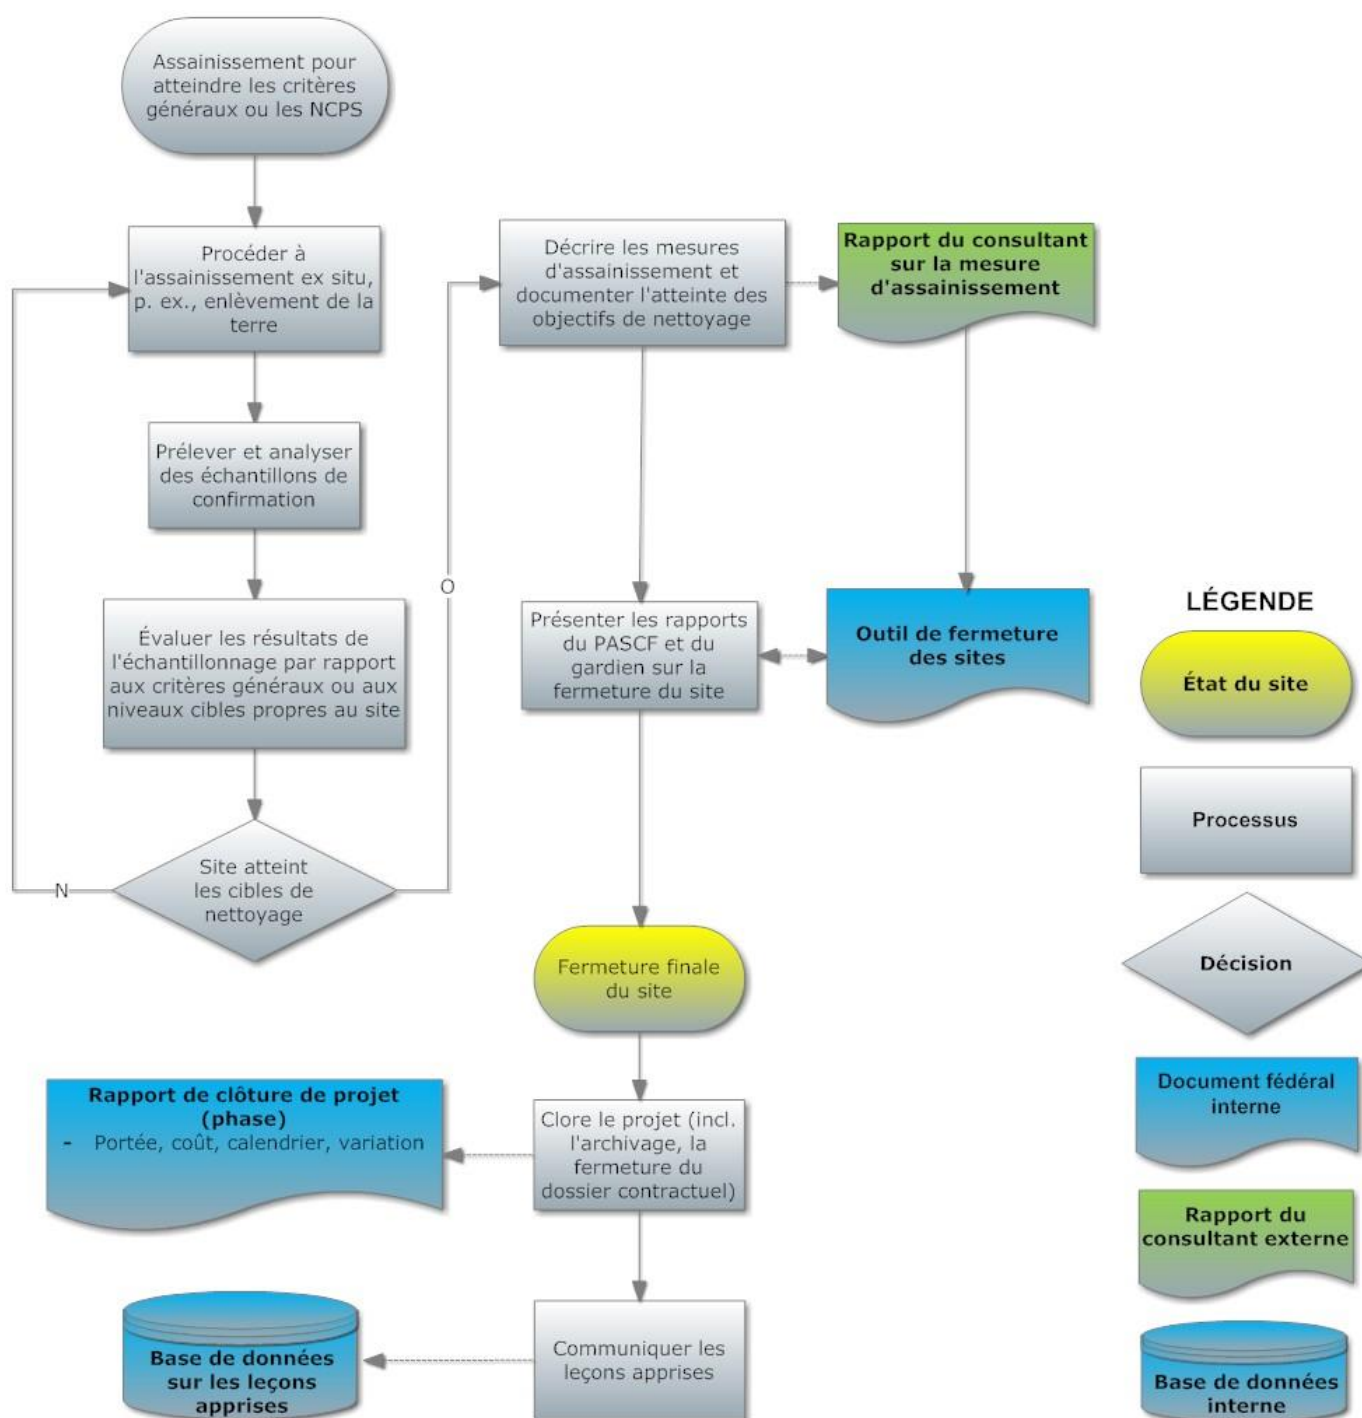 Assainissement pour
atteindre les critères
généraux ou les NCPS
Procéder à
l'assainissement ex situ,
p. ex., enlèvement de la
terre
Prélever et analyser
des échantillons de
confirmation
Évaluer les résultats de
l'échantillonnage par rapport
aux critères généraux ou aux
niveaux cibles propres au site
Site atteint
les cibles de
nettoyage
N
O
Décrire les mesures
d'assainissement et
documenter l'atteinte des
objectifs de nettoyage
Rapport du consultant
sur la mesure
d'assainissement
Présenter les rapports
du PASCF et du
gardien sur la
fermeture du site
Outil de fermeture
des sites
Fermeture finale
du site
Clore le projet (incl.
l'archivage, la
fermeture du
dossier contractuel)
Rapport de clôture de projet
(phase)
- Portée, coût, calendrier, variation
Communiquer les
leçons apprises
Base de données
sur les leçons
apprises
LÉGENDE
État du site
Processus
Décision
Document fédéral
interne
Rapport du
consultant externe
Base de données
interne